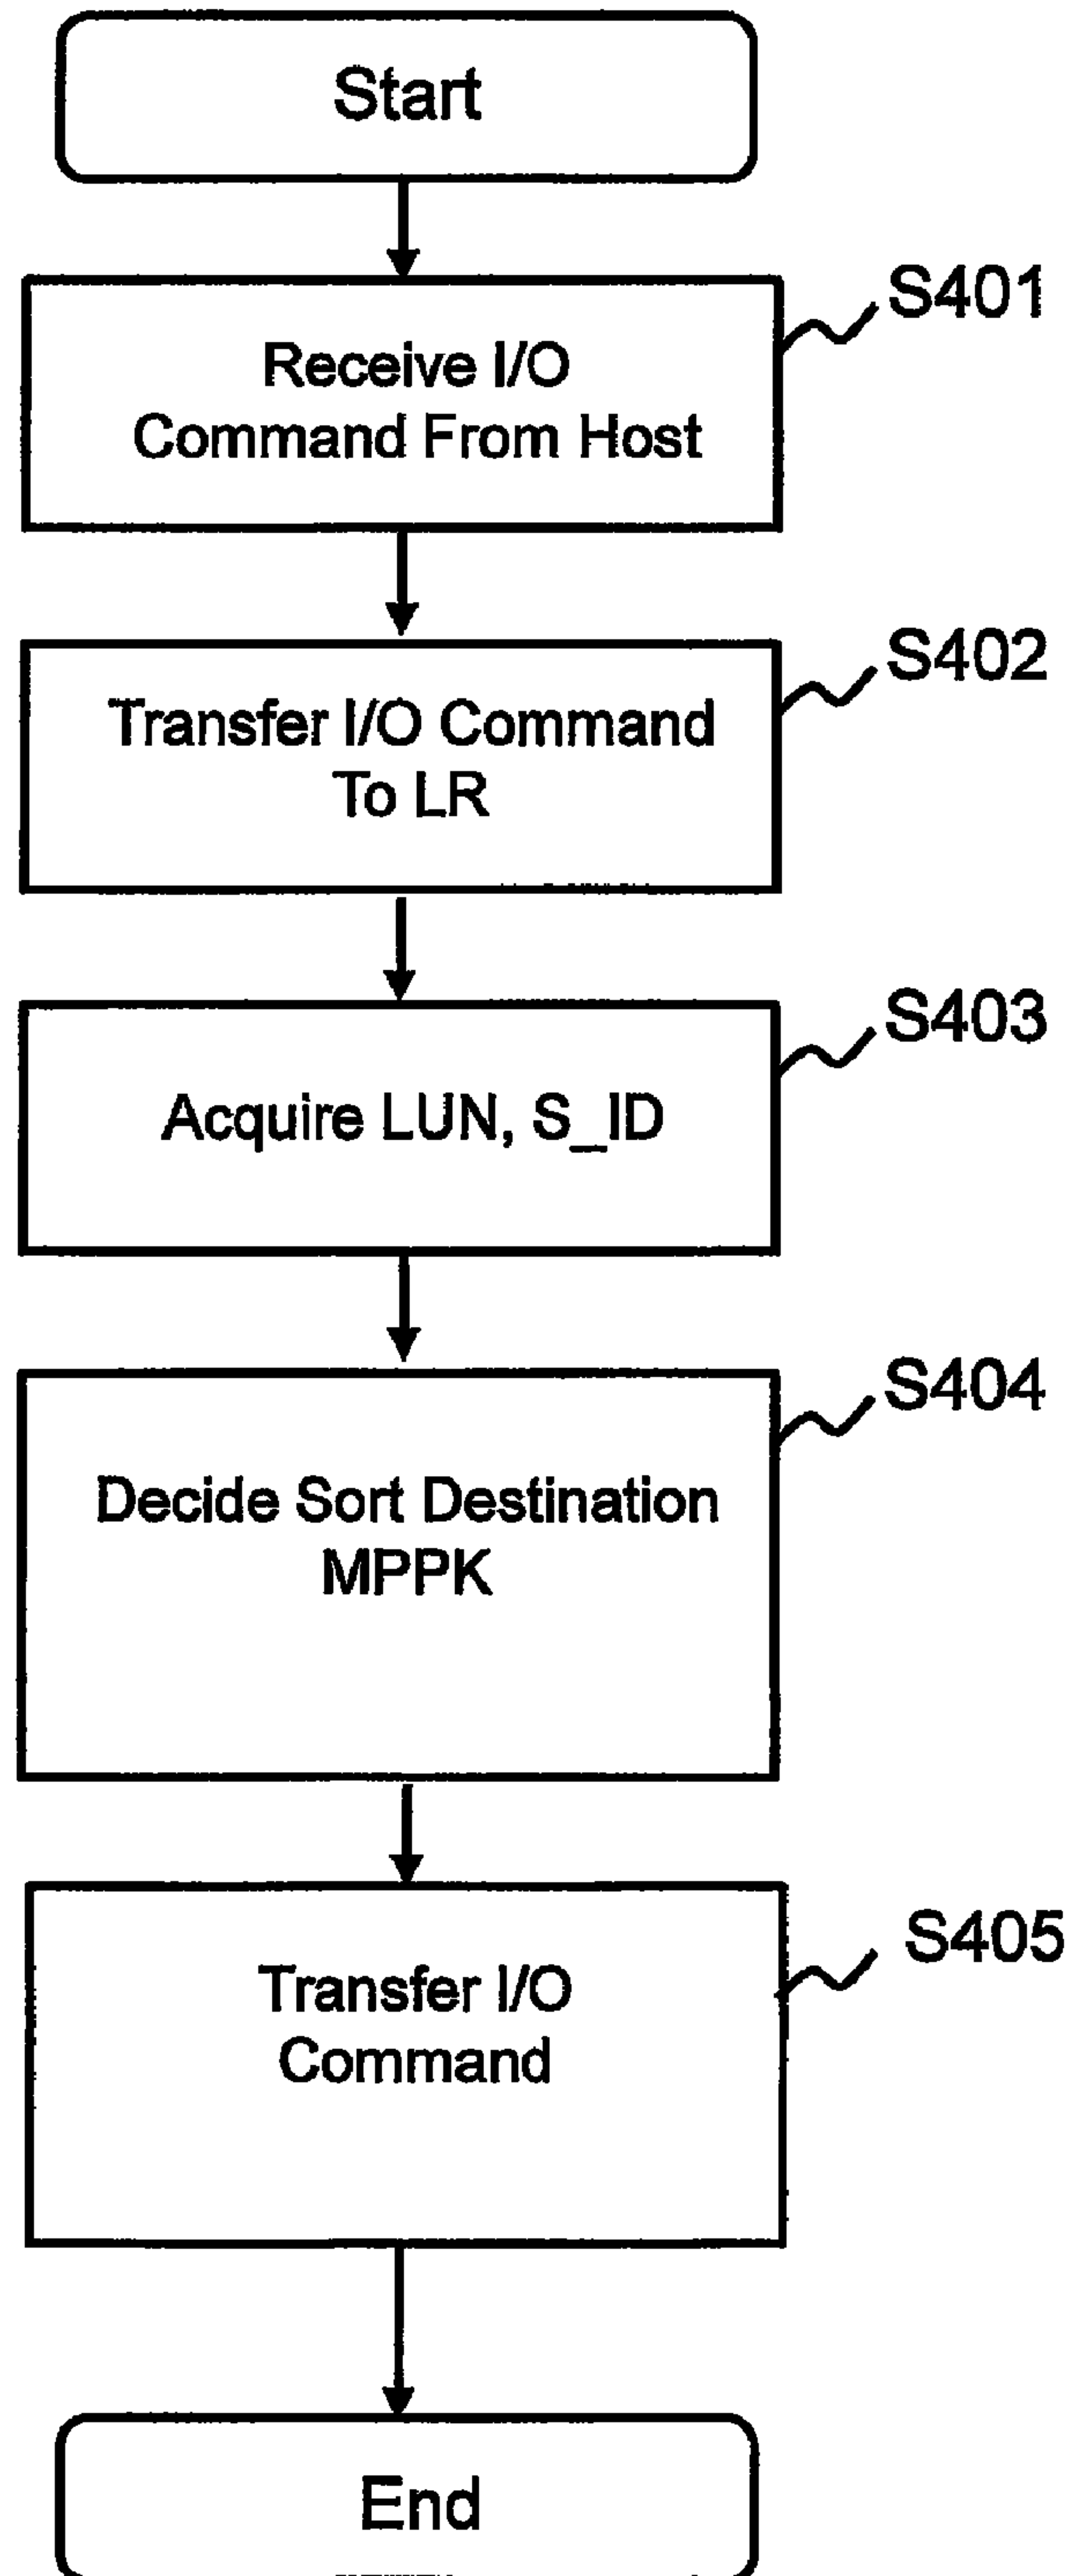 Start
S401
Receive I/O
Command From Host
S402
Transfer I/O Command
To LR
S403
Acquire LUN, S_ID
S404
Decide Sort Destination
MPPK
S405
Transfer I/O
Command
End